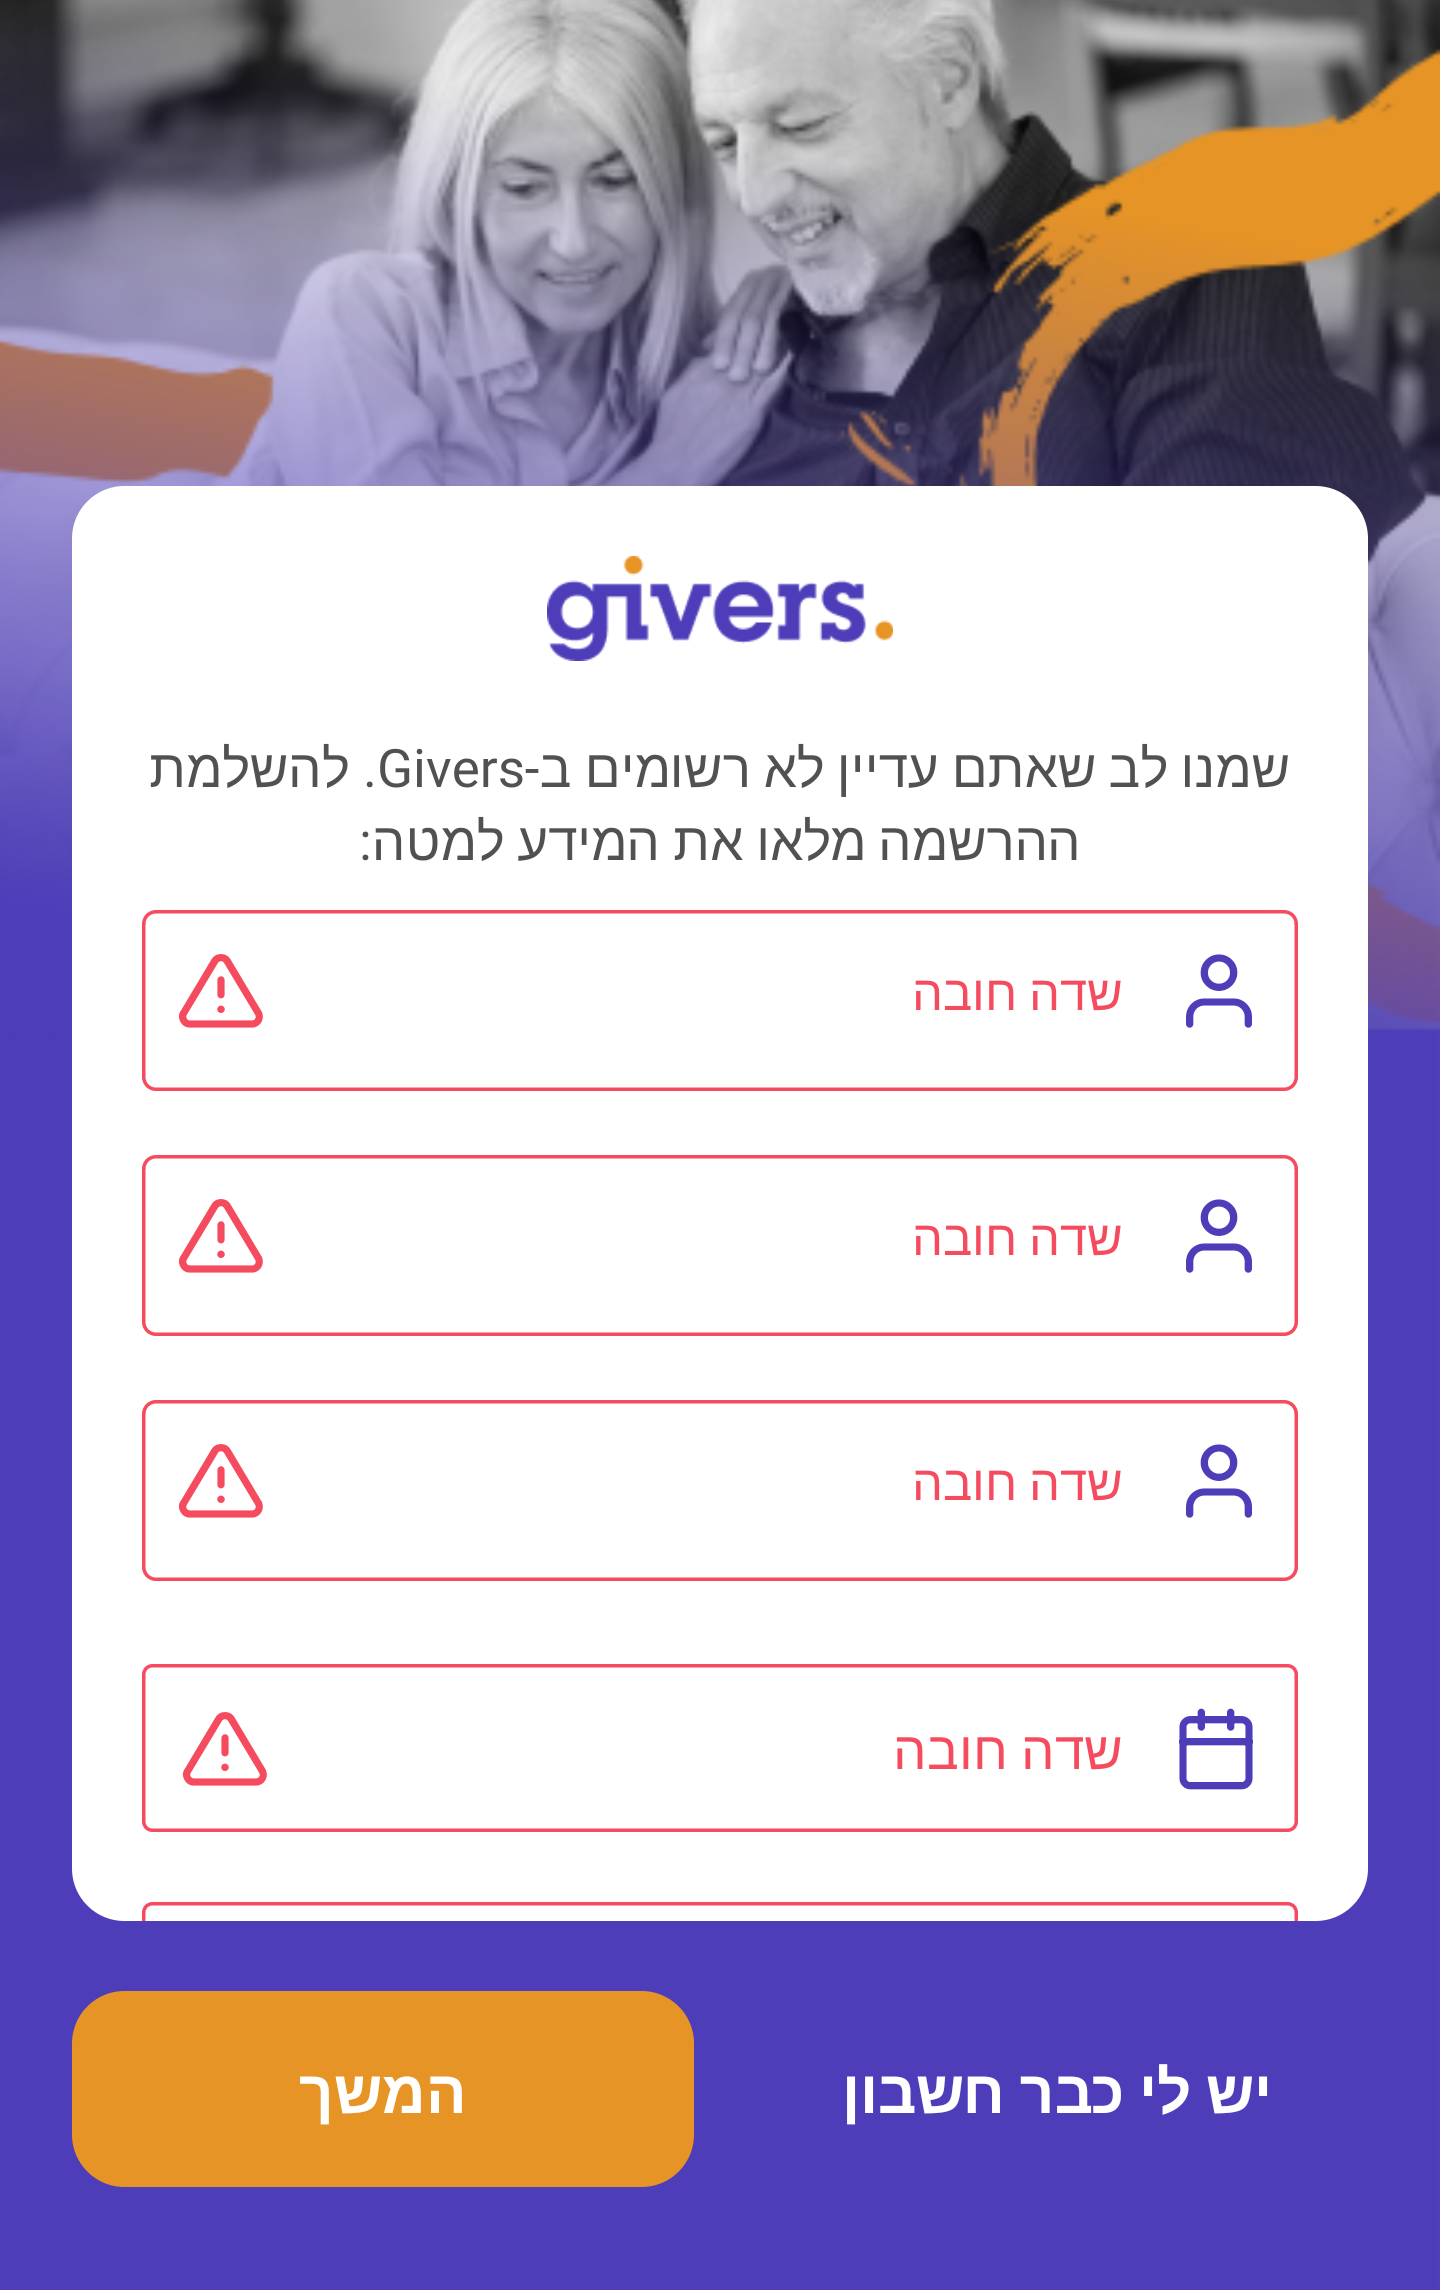 givers.
שמנו לב שאתם עדיין לא רשומים ב-Givers. להשלמת
ההרשמה מלאו את המידע למטה:
שדה חובה
שדה חובה
שדה חובה
שדה חובה
יש לי כבר חשבון
המשך